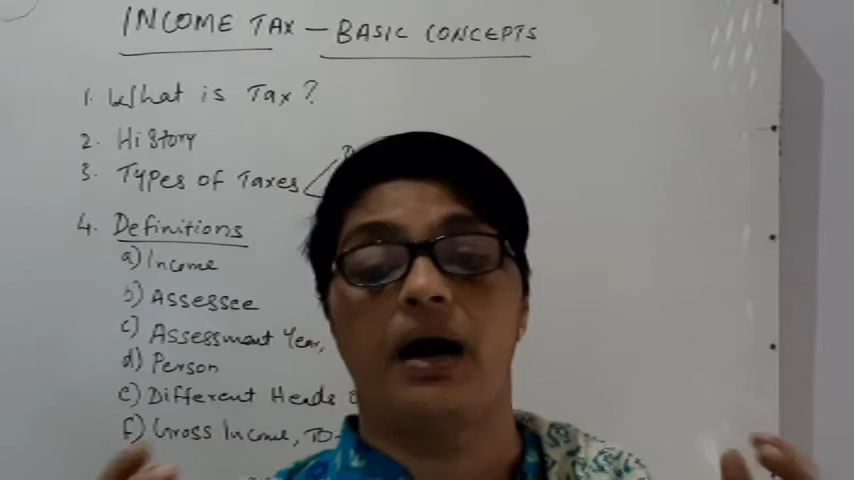 INCOME TAX - BASIC CONCEPTS
1. What is Tax?
2. History
3. Types of Taxes
4. Definitions
a) Income
b) Assessee
c) Assessment Year,
d) Person
e) Different Heads
f) Gross Income,